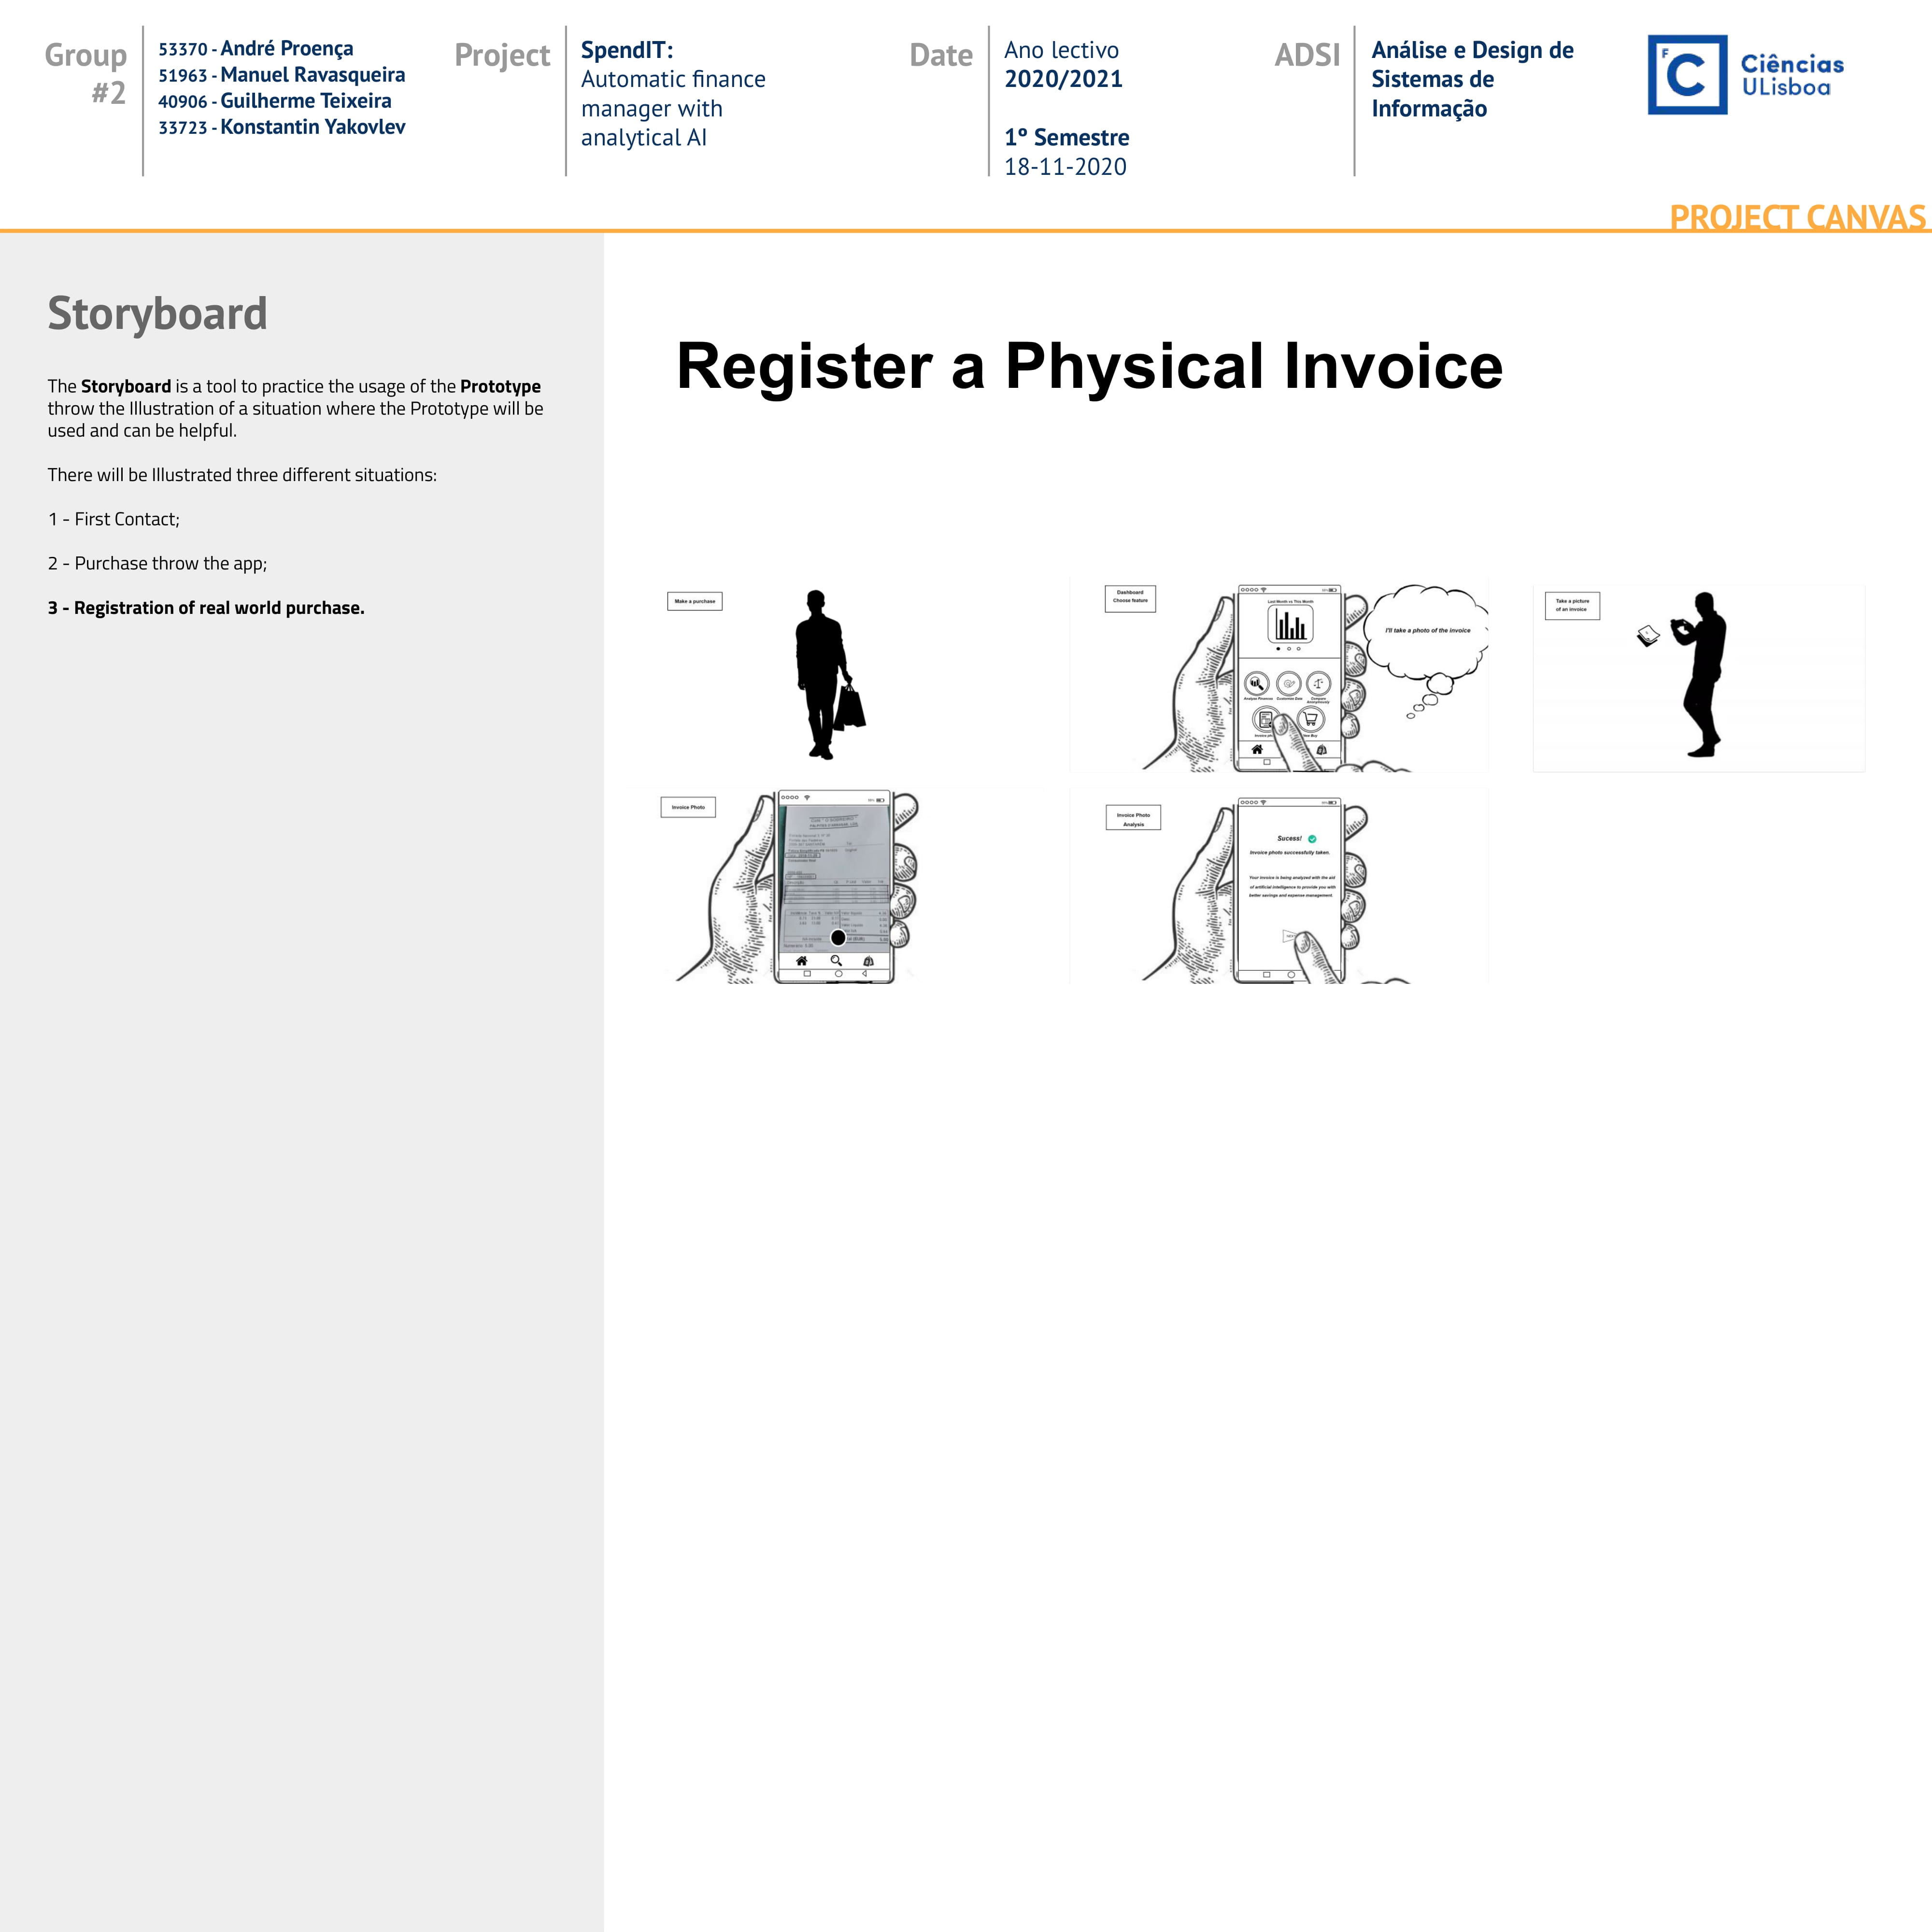 Group
#2
53370 - André Proença
51963 - Manuel Ravasqueira
40906 - Guilherme Teixeira
33723 - Konstantin Yakovlev
Project
SpendIT:
Automatic finance
manager with
analytical AI
Date
Ano lectivo
2020/2021
1º Semestre
18-11-2020
ADSI
Análise e Design de
Sistemas de
Informação
F
C
Ciências
ULisboa
PROJECT CANVAS
Storyboard
The Storyboard is a tool to practice the usage of the Prototype
throw the Illustration of a situation where the Prototype will be
used and can be helpful.
There will be Illustrated three different situations:
1 - First Contact;
2 - Purchase throw the app;
3 - Registration of real world purchase.
Register a Physical Invoice
Make a purchase
Dashboard
Choose feature
Last Month vs This Month
Analyse Finances
Customize Data
Compare
Anonymously
Invoice
Buy
I'll take a photo of the invoice
Take a picture
of an invoice
Invoice Photo
Invoice Photo
Analysis
Sucess!
Invoice photo successfully taken.
Your invoice is being analyzed with the aid
of artificial intelligence to provide you with
better savings and expense management.